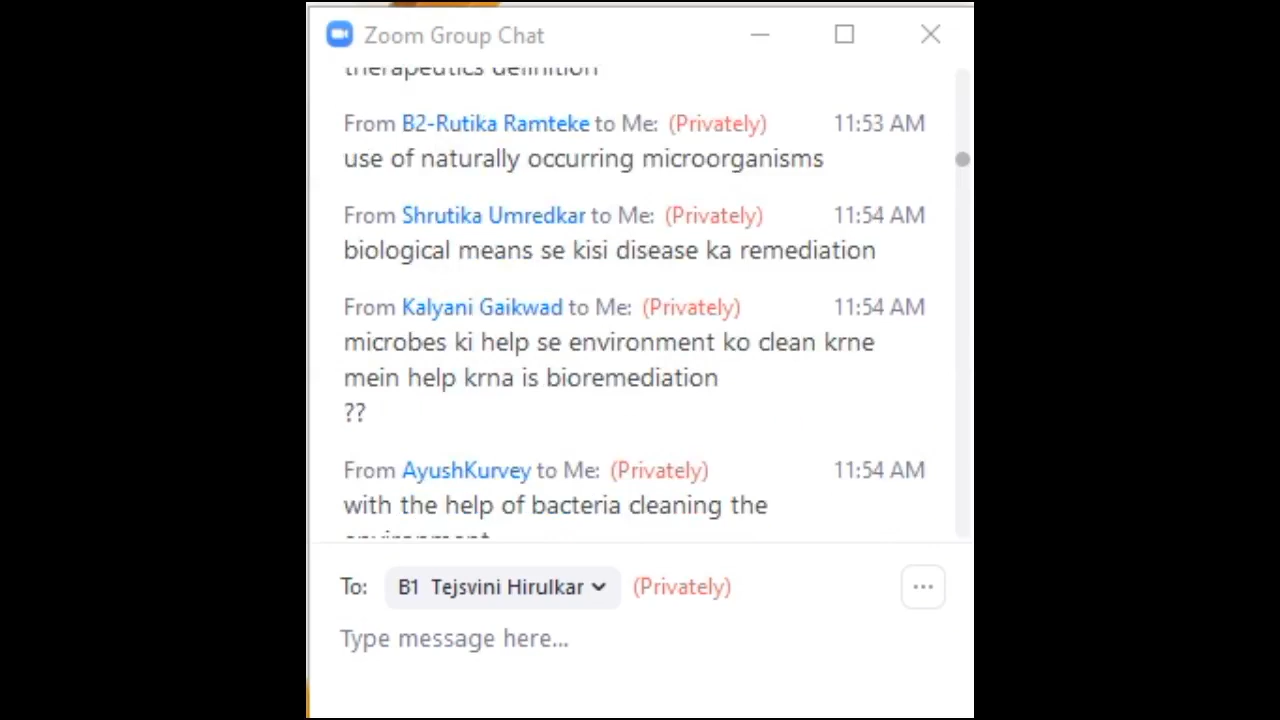 Zoom Group Chat
therapeutics definition
From B2-Rutika Ramteke to Me: (Privately) 11:53 AM
use of naturally occurring microorganisms
From Shrutika Umredkar to Me: (Privately) 11:54 AM
biological means se kisi disease ka remediation
From Kalyani Gaikwad to Me: (Privately) 11:54 AM
microbes ki help se environment ko clean krne
mein help krna is bioremediation
??
From AyushKurvey to Me: (Privately) 11:54 AM
with the help of bacteria cleaning the
environment
To: B1 Tejsvini Hirulkar (Privately)
Type message here...